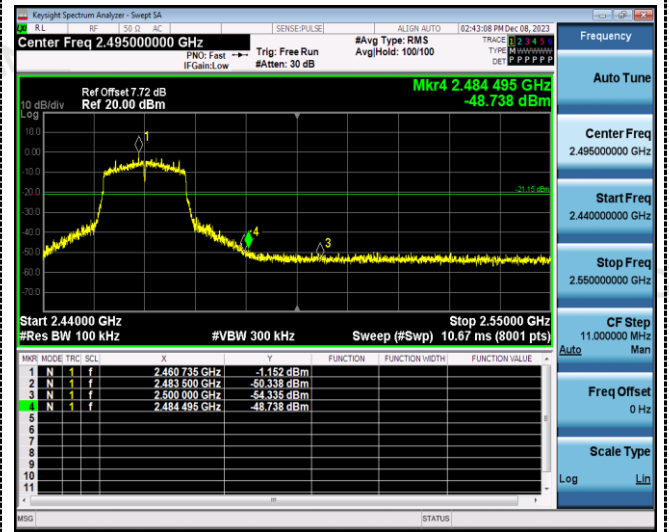 Keysight Spectrum Analyzer - Swept SA
RL RF 50 Ω AC SENSE:PULSE ALIGN AUTO 02:43:08 PM Dec 08, 2023
Center Freq 2.495000000 GHz
PNO: Fast
IFGain:Low
Trig: Free Run
#Atten: 30 dB
#Avg Type: RMS
Avg|Hold: 100/100
TRACE 1 2 3 4 5 6
TYPE M W W W W W
DET P P P P P P
Mkr4 2.484 495 GHz
-48.738 dBm
Ref Offset 7.72 dB
10 dB/div Ref 20.00 dBm
Log
10.0
0.00
-10.0
-20.0
-30.0
-40.0
-50.0
-60.0
-70.0
1
4
3
-21.15 dBm
Start 2.44000 GHz Stop 2.55000 GHz
#Res BW 100 kHz #VBW 300 kHz Sweep (#Swp) 10.67 ms (8001 pts)
MKR MODE TRC SCL X Y FUNCTION FUNCTION WIDTH FUNCTION VALUE
1 N 1 f 2.460 735 GHz -1.152 dBm
2 N 1 f 2.483 500 GHz -50.338 dBm
3 N 1 f 2.500 000 GHz -54.335 dBm
4 N 1 f 2.484 495 GHz -48.738 dBm
5
6
7
8
9
10
11
MSG STATUS
Frequency
Auto Tune
Center Freq
2.495000000 GHz
Start Freq
2.440000000 GHz
Stop Freq
2.550000000 GHz
CF Step
11.000000 MHz
Auto Man
Freq Offset
0 Hz
Scale Type
Log Lin